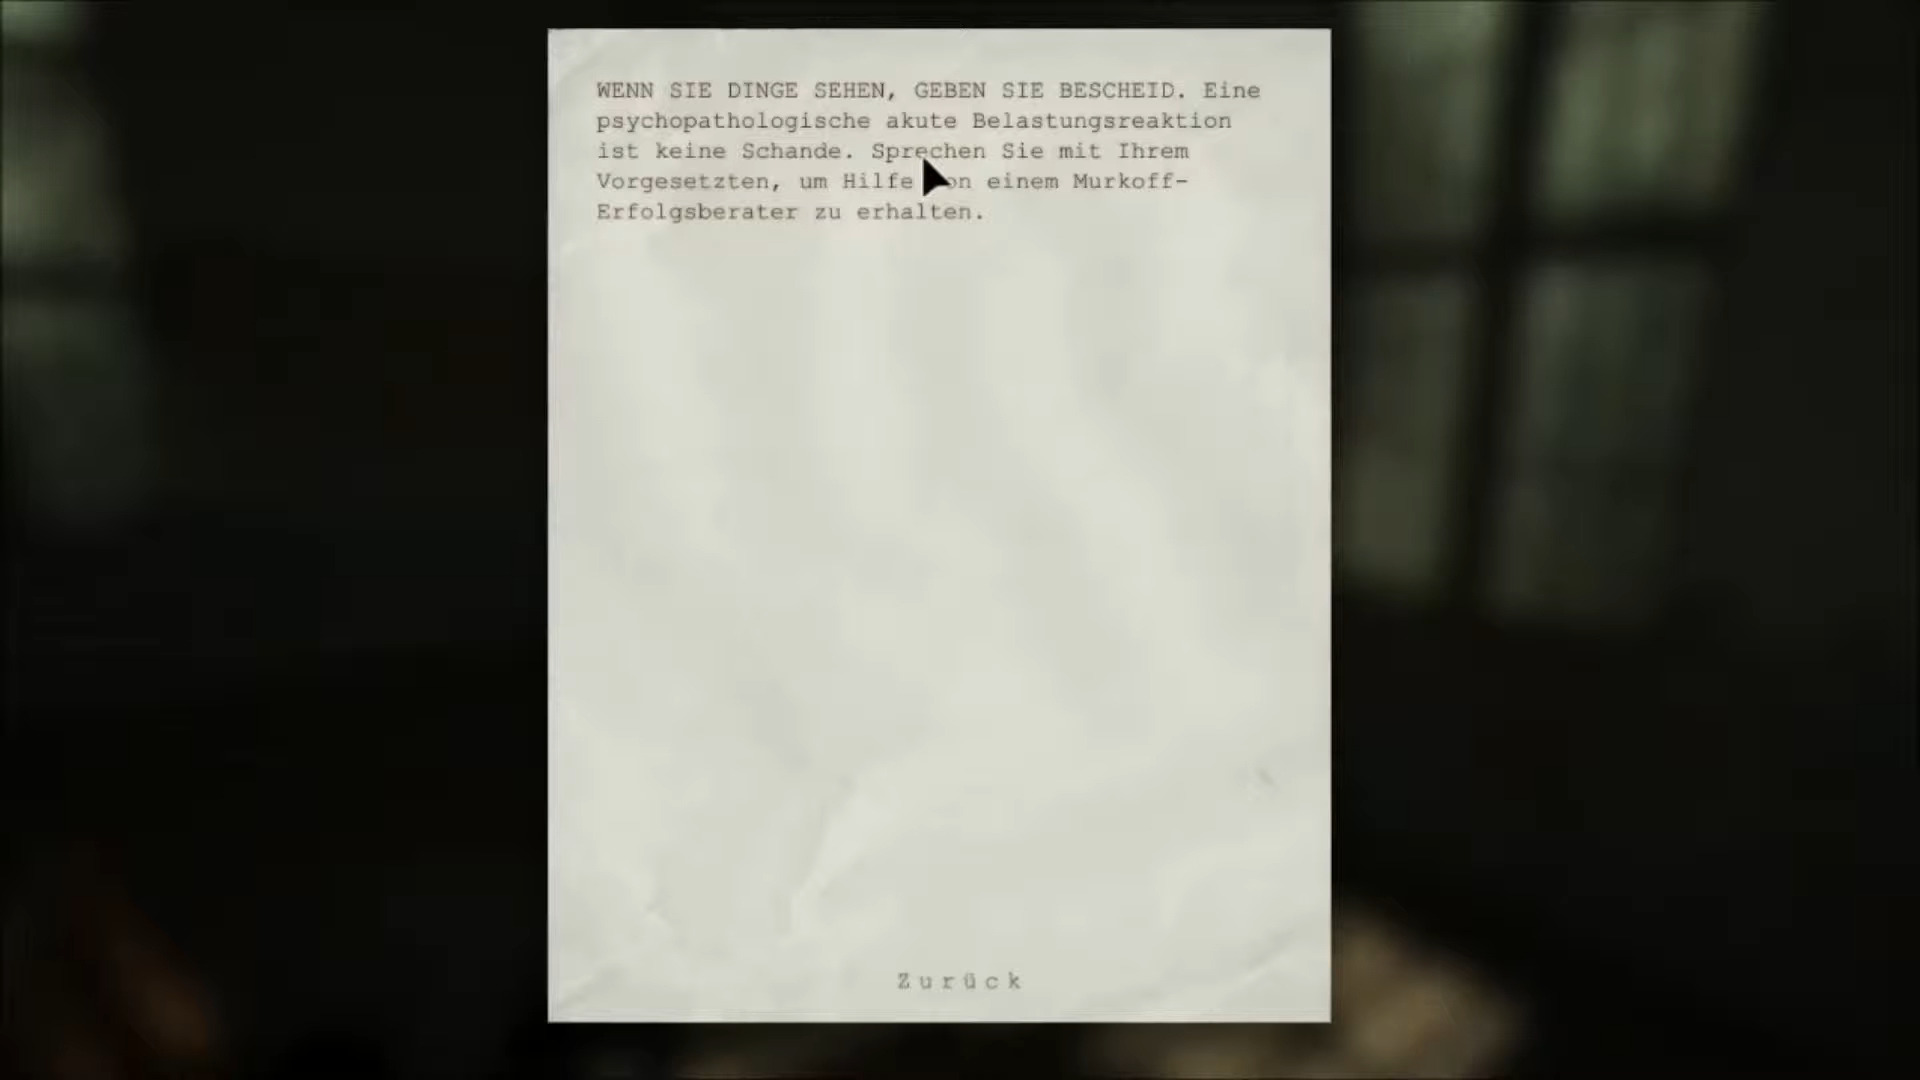 WENN SIE DINGE SEHEN, GEBEN SIE BESCHEID. Eine
psychopathologische akute Belastungsreaktion
ist keine Schande. Sprechen Sie mit Ihrem
Vorgesetzten, um Hilfe von einem Murkoff-
Erfolgsberater zu erhalten.
Zurück